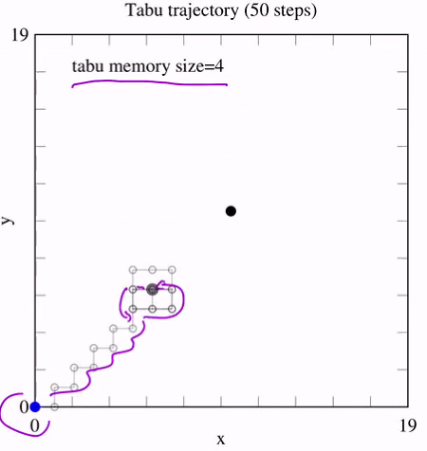 Tabu trajectory (50 steps)
19
tabu memory size=4
y
0
0
19
x